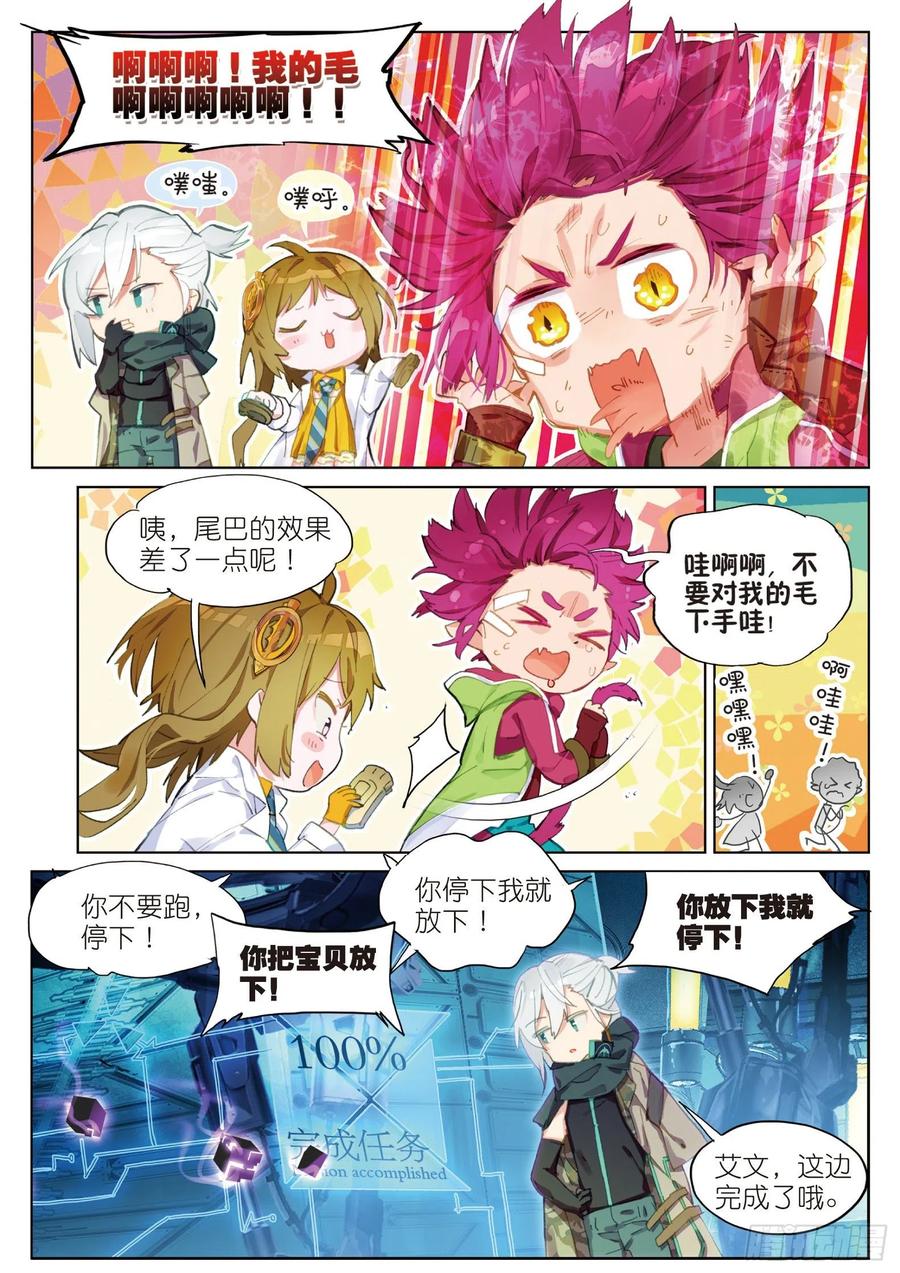 啊啊啊！我的毛
啊啊啊啊啊！！
噗嗤。
噗呼。
咦，尾巴的效果
差了一点呢！
哇啊啊，不
要对我的毛
下手哇！
嘿嘿嘿！
啊哇哇！
你不要跑，
停下！
你把宝贝放
下！
你停下我就
放下！
你放下我就
停下！
100%
完成任务
accomplished
艾文，这边
完成了哦。
腾讯动漫